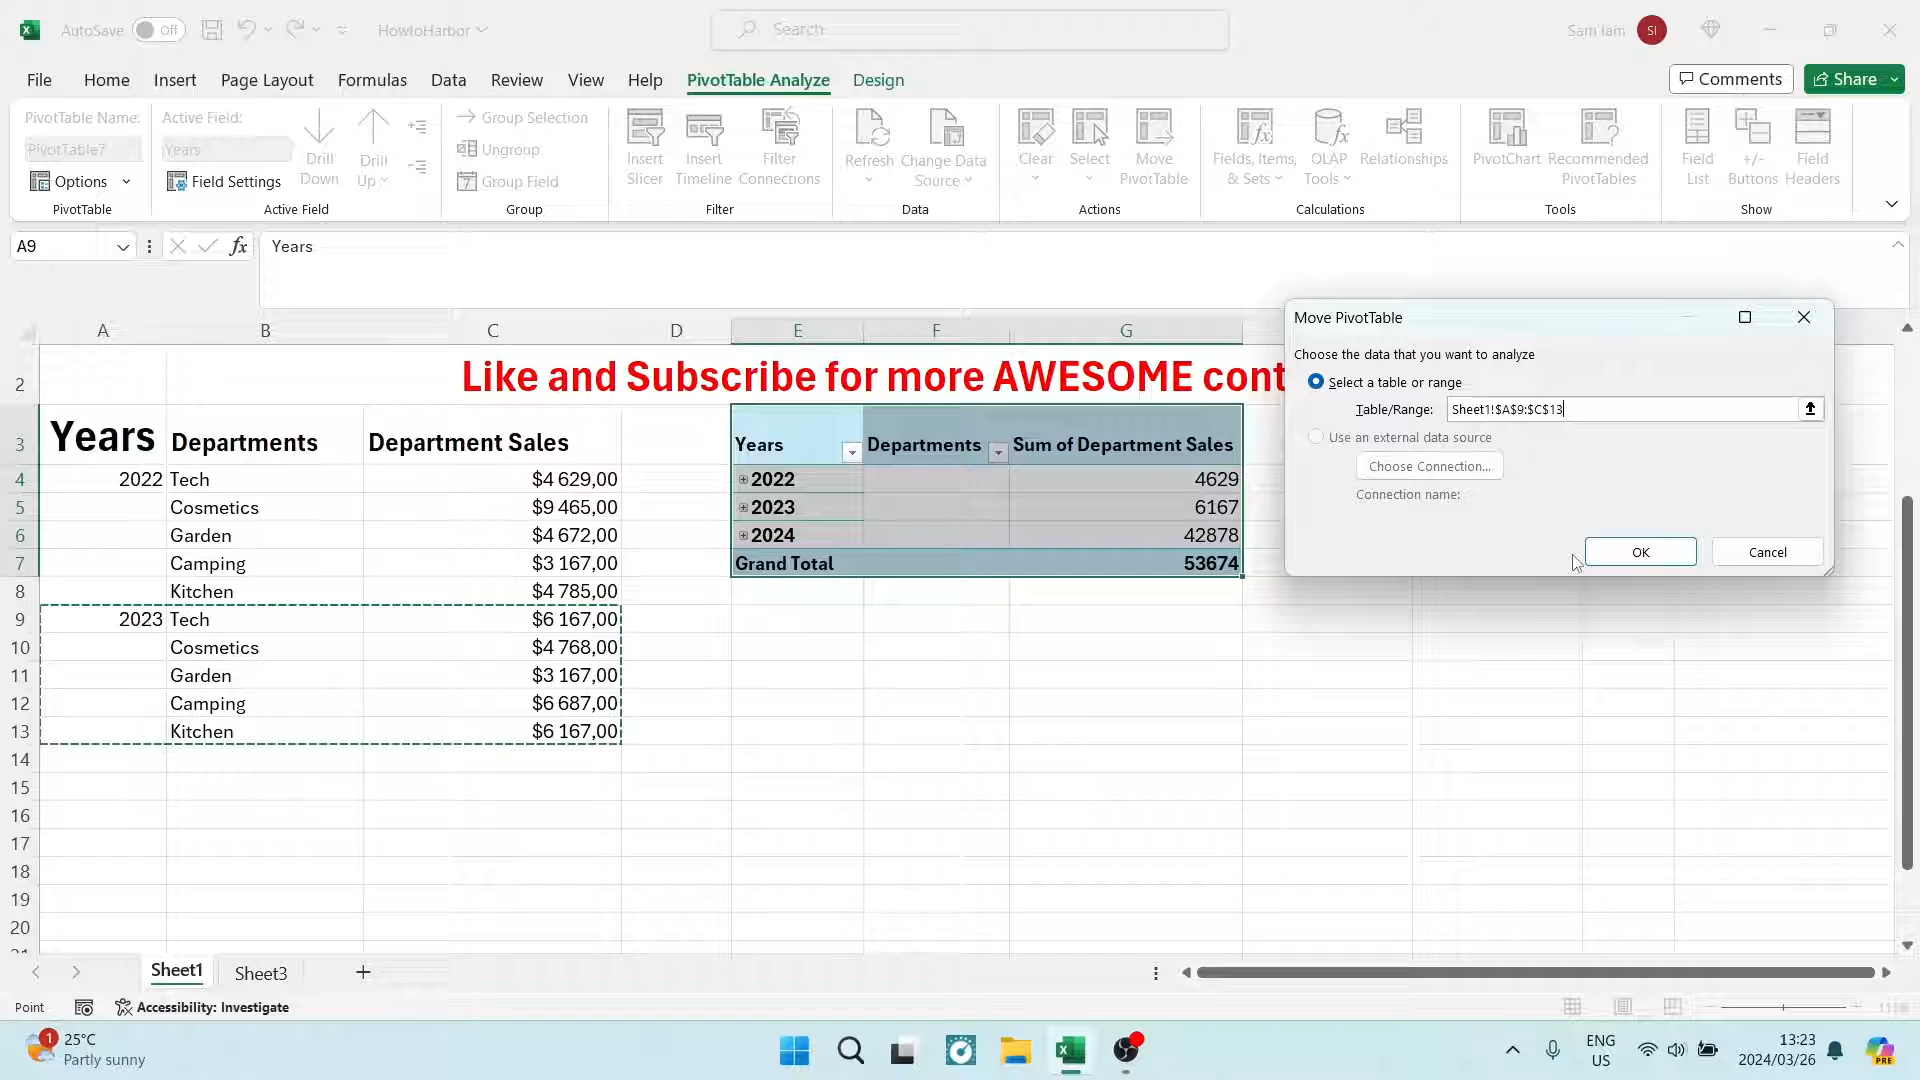 AutoSave Off HowtoHarbor Search Sam Iam SI
File Home Insert Page Layout Formulas Data Review View Help PivotTable Analyze Design Comments Share
PivotTable Name:
PivotTable7
Options
PivotTable
Active Field:
Years
Field Settings
Drill Down
Drill Up
Active Field
Group Selection
Ungroup
Group Field
Group
Insert Slicer
Insert Timeline
Filter Connections
Filter
Refresh
Change Data Source
Data
Clear
Select
Move PivotTable
Actions
Fields, Items, & Sets
OLAP Tools
Relationships
Calculations
PivotChart
Recommended PivotTables
Tools
Field List
+/- Buttons
Field Headers
Show
A9 fx Years
A B C D E F G
2 Like and Subscribe for more AWESOME cont
3 Years Departments Department Sales Years Departments Sum of Department Sales
4 2022 Tech $4 629,00 2022 4629
5 Cosmetics $9 465,00 2023 6167
6 Garden $4 672,00 2024 42878
7 Camping $3 167,00 Grand Total 53674
8 Kitchen $4 785,00
9 2023 Tech $6 167,00
10 Cosmetics $4 768,00
11 Garden $3 167,00
12 Camping $6 687,00
13 Kitchen $6 167,00
14
15
16
17
18
19
20
Move PivotTable
Choose the data that you want to analyze
Select a table or range
Table/Range: Sheet1!$A$9:$C$13
Use an external data source
Choose Connection...
Connection name:
OK Cancel
Sheet1 Sheet3
Point Accessibility: Investigate
1 25°C
Partly sunny
ENG
US
13:23
2024/03/26
PRE